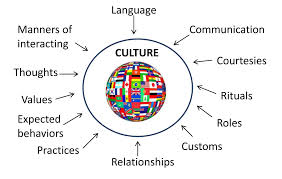 Language
Manners of
interacting
Communication
CULTURE
Thoughts
Courtesies
Values
Rituals
Expected
behaviors
Roles
Practices
Customs
Relationships